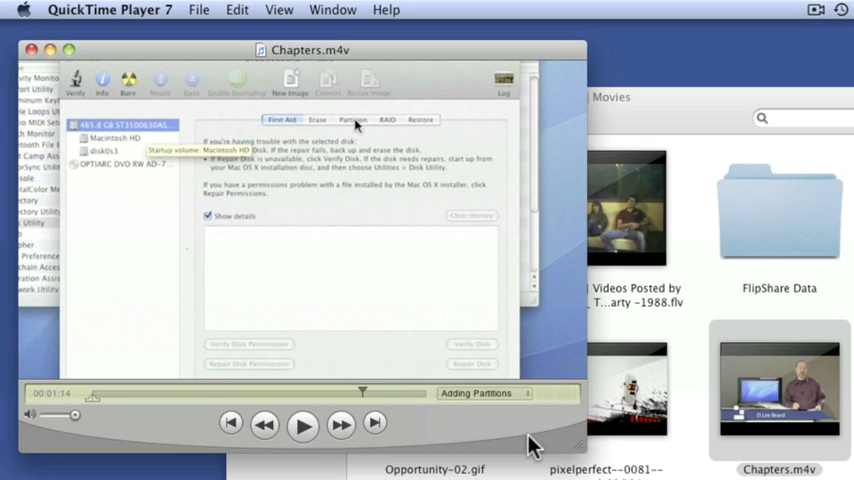 QuickTime Player 7 File Edit View Window Help
Chapters.m4v
Movies
Verify Info Burn Mount Eject Enable Journaling New Image Convert Resize Image Log
First Aid Erase Partition RAID Restore
465.8 GB ST3500630AS...
Macintosh HD
disk0s3
OPTIARC DVD RW AD-7...
Startup volume: Macintosh HD
If you're having trouble with the selected disk:
Disk. If the repair fails, back up and erase the disk.
• If Repair Disk is unavailable, click Verify Disk. If the disk needs repairs, start up from
your Mac OS X installation disc, and then choose Utilities > Disk Utility.
If you have a permissions problem with a file installed by the Mac OS X installer, click
Repair Permissions.
Show details
Clear History
Verify Disk Permissions
Verify Disk
Repair Disk Permissions
Repair Disk
00:01:14
Adding Partitions
Videos Posted by
_ T...arty -1988.flv
FlipShare Data
D.Lee Beard
Opportunity-02.gif
pixelperfect--0081--
Chapters.m4v